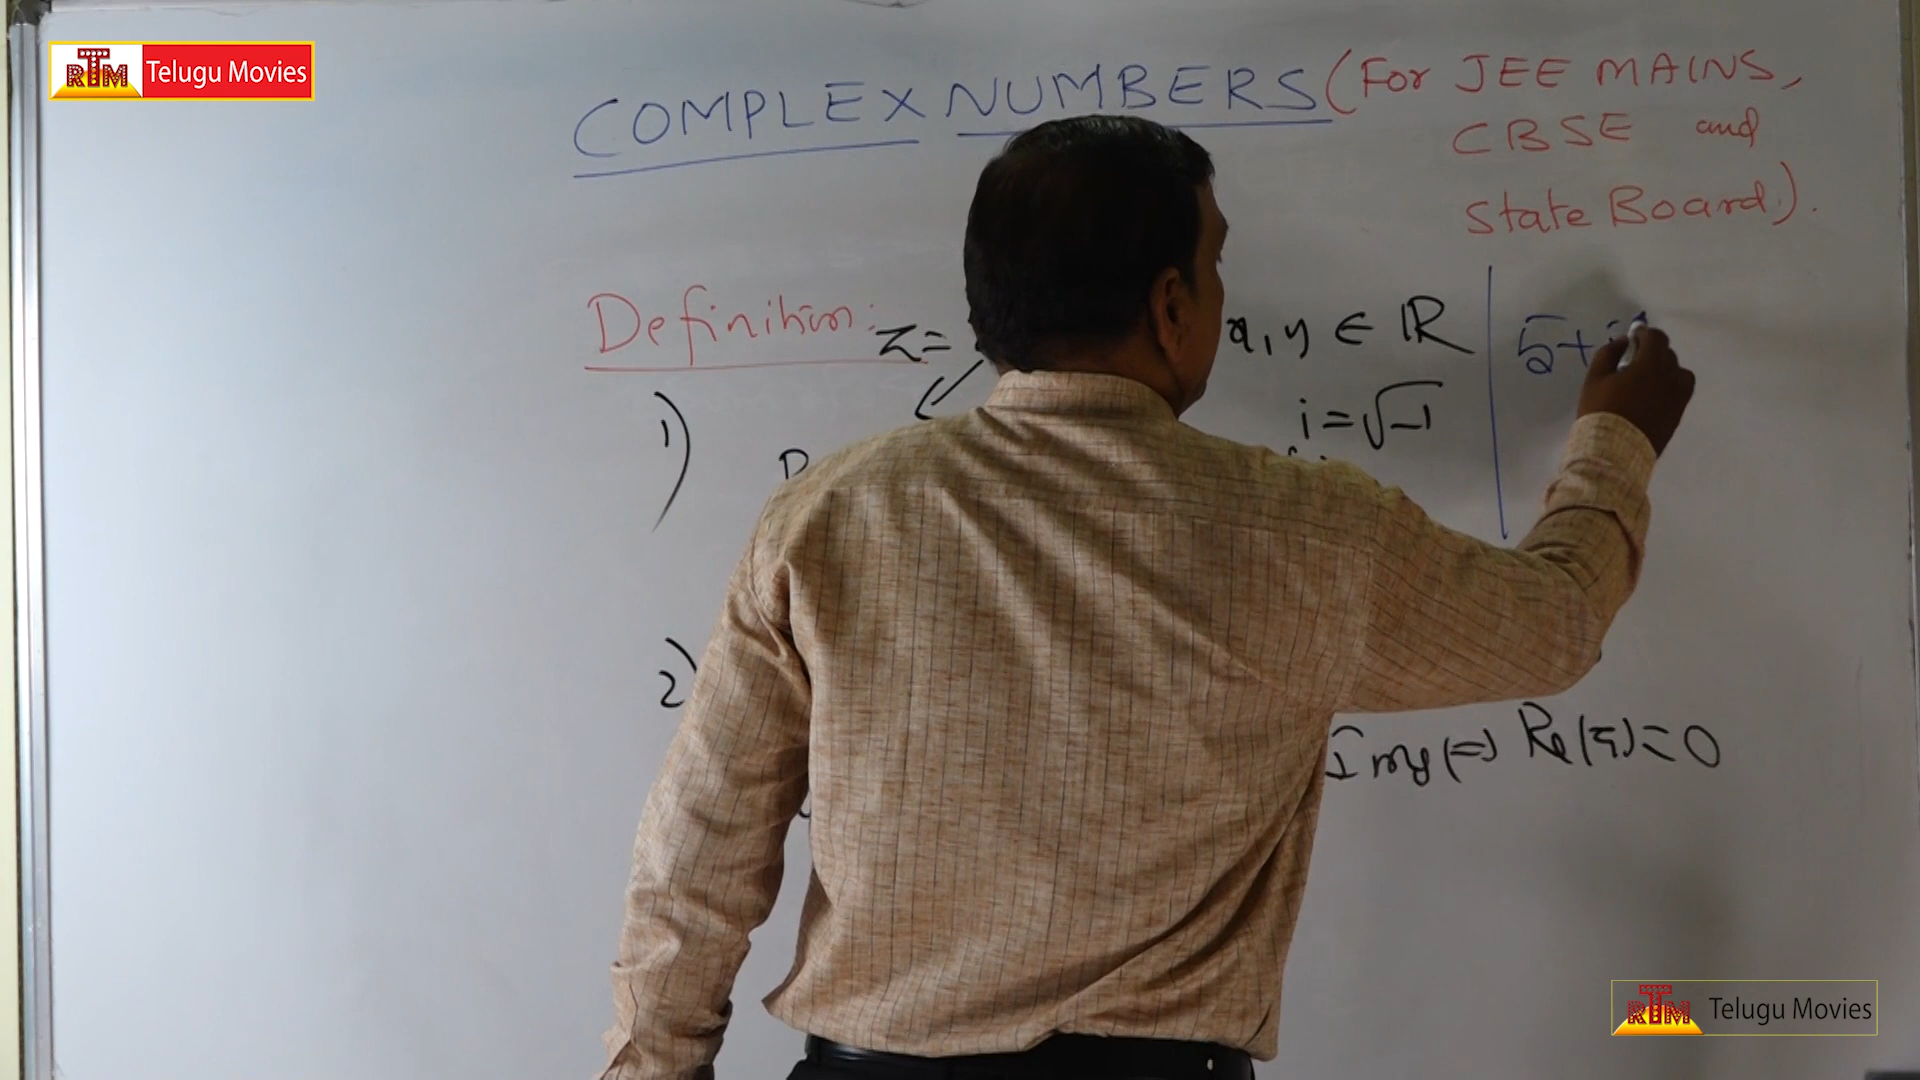 RTM Telugu Movies
COMPLEX NUMBERS (For JEE MAINS,
CBSE and
State Board).
Definition:
z=
x, y ∈ ℝ
5+i
1)
i=√-1
2)
Img(⇒) Re(z)=0
RTM Telugu Movies